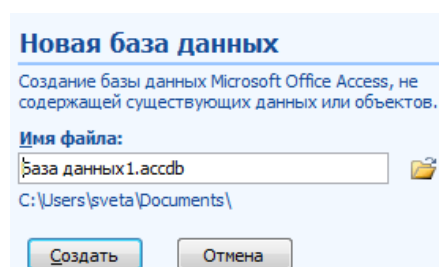 Новая база данных
Создание базы данных Microsoft Office Access, не
содержащей существующих данных или объектов.
Имя файла:
База данных1.accdb
C:\Users\sveta\Documents\
Создать
Отмена